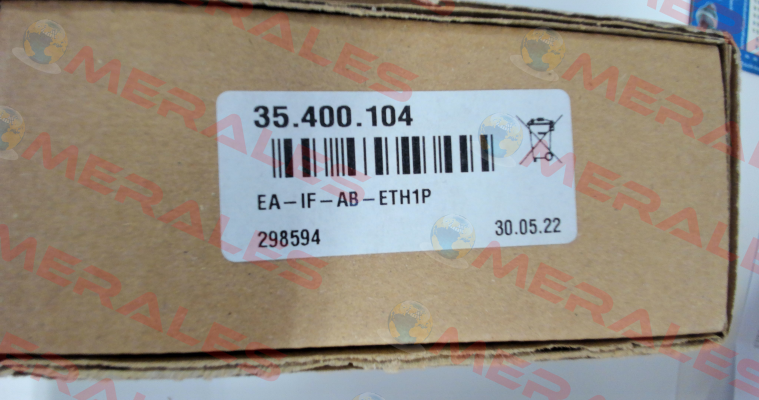 35.400.104
EA-IF-AB-ETH1P
298594
30.05.22
MERALES
MERALES
MERALES
MERALES
MERALES